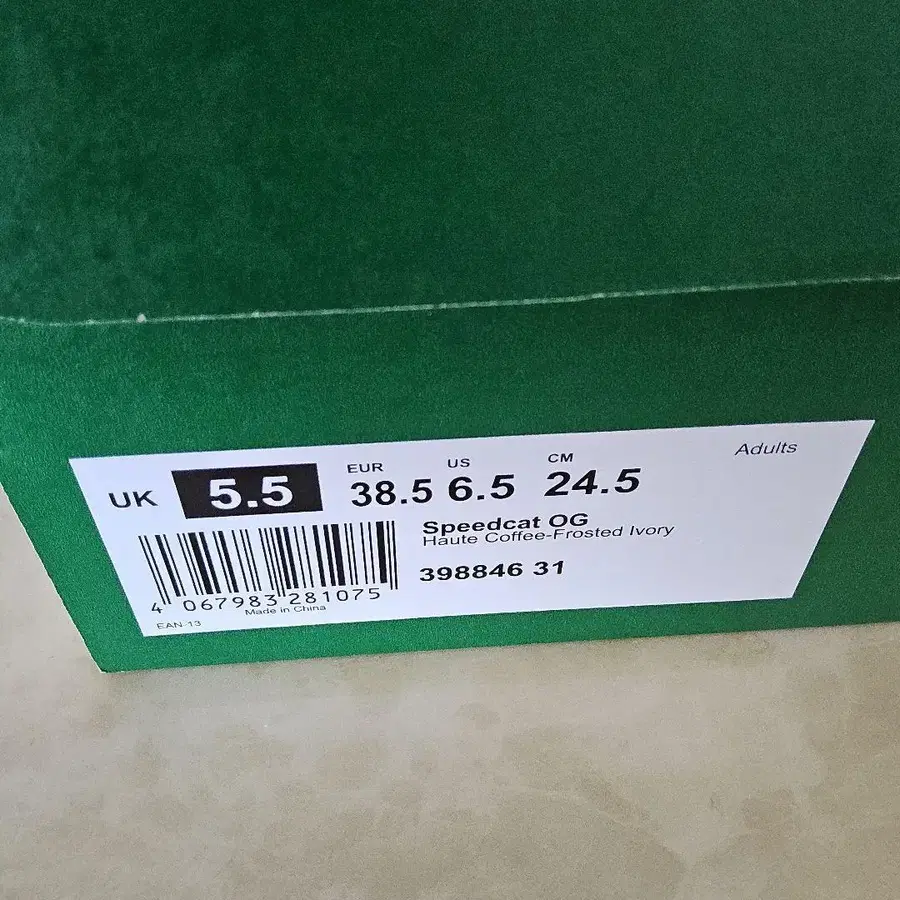 Adults
EUR US CM
UK 5.5 38.5 6.5 24.5
Speedcat OG
Haute Coffee-Frosted Ivory
398846 31
4 067983 281075
Made in China
EAN-13